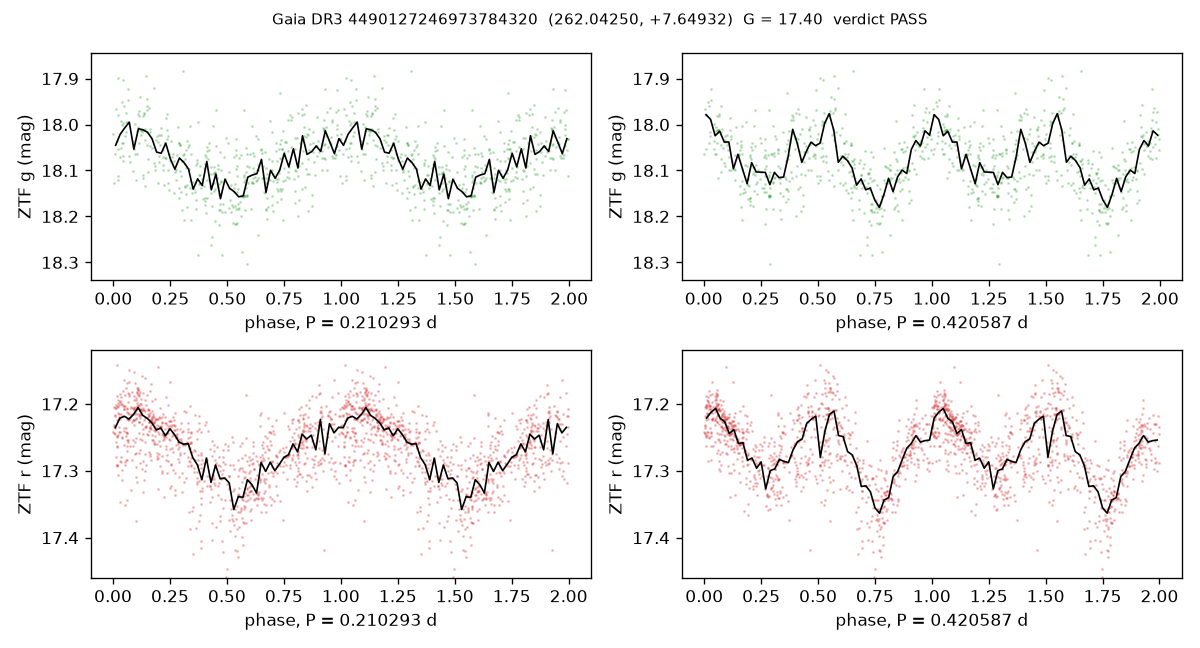 Gaia DR3 4490127246973784320 (262.04250, +7.64932) G = 17.40 verdict PASS
ZTF g (mag)
17.9
18.0
18.1
18.2
18.3
0.00 0.25 0.50 0.75 1.00 1.25 1.50 1.75 2.00
phase, P = 0.210293 d
ZTF g (mag)
17.9
18.0
18.1
18.2
18.3
0.00 0.25 0.50 0.75 1.00 1.25 1.50 1.75 2.00
phase, P = 0.420587 d
ZTF r (mag)
17.2
17.3
17.4
0.00 0.25 0.50 0.75 1.00 1.25 1.50 1.75 2.00
phase, P = 0.210293 d
ZTF r (mag)
17.2
17.3
17.4
0.00 0.25 0.50 0.75 1.00 1.25 1.50 1.75 2.00
phase, P = 0.420587 d